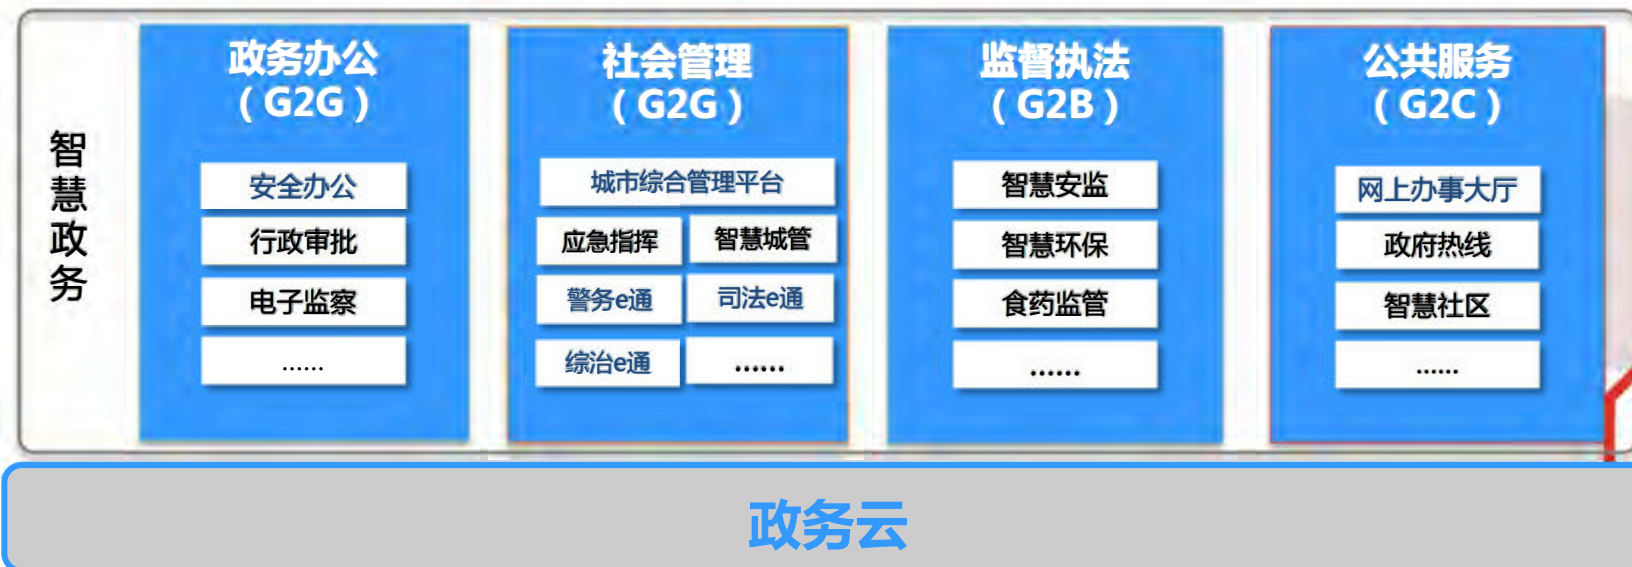 智慧政务
政务办公
（G2G）
安全办公
行政审批
电子监察
......
社会管理
（G2G）
城市综合管理平台
应急指挥
智慧城管
警务e通
司法e通
综治e通
......
监督执法
（G2B）
智慧安监
智慧环保
食药监管
......
公共服务
（G2C）
网上办事大厅
政府热线
智慧社区
......
政务云